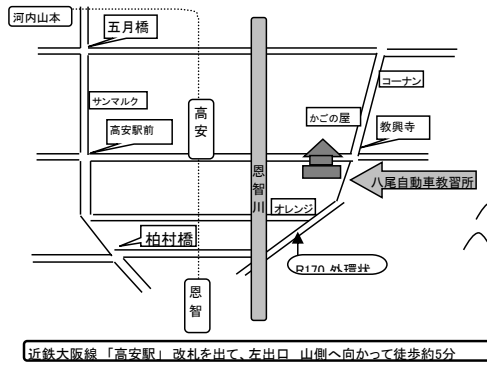 河内山本
五月橋
コーナン
サンマルク
高安
かごの屋
教興寺
高安駅前
恩智川
八尾自動車教習所
オレンジ
柏村橋
R170 外環状
恩智
近鉄大阪線 「高安駅」 改札を出て、左出口 山側へ向かって徒歩約5分